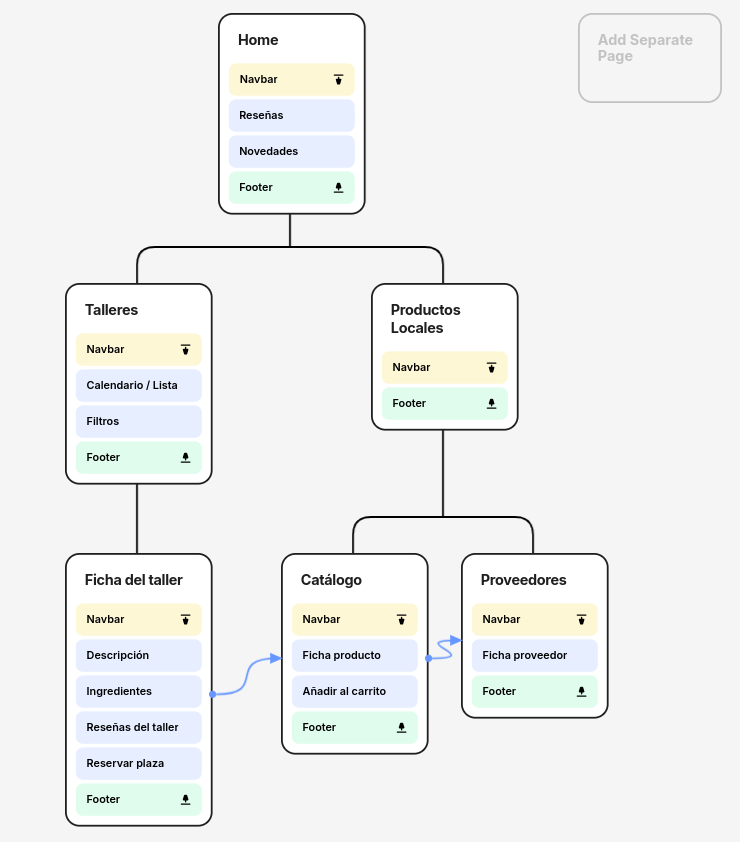 Home
Navbar
Reseñas
Novedades
Footer
Add Separate
Page
Talleres
Navbar
Calendario / Lista
Filtros
Footer
Productos
Locales
Navbar
Footer
Ficha del taller
Navbar
Descripción
Ingredientes
Reseñas del taller
Reservar plaza
Footer
Catálogo
Navbar
Ficha producto
Añadir al carrito
Footer
Proveedores
Navbar
Ficha proveedor
Footer